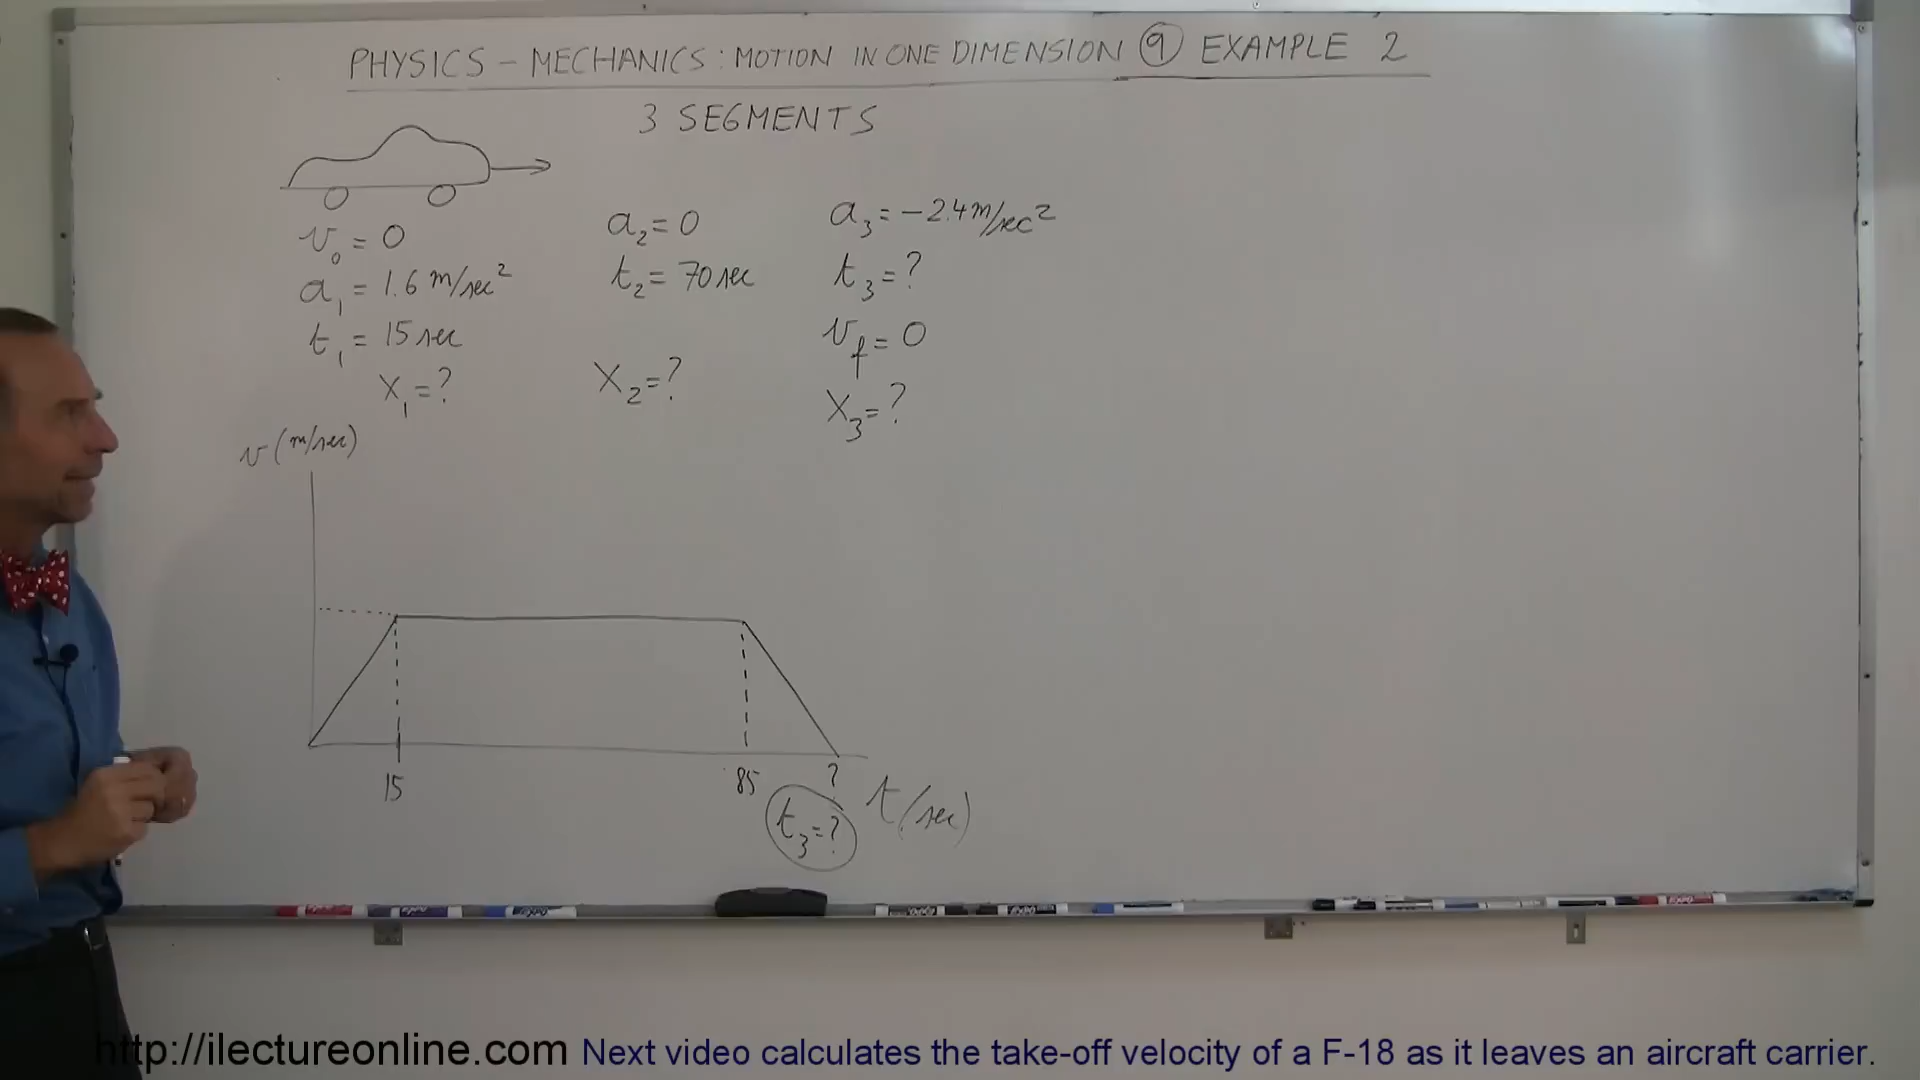 PHYSICS – MECHANICS: MOTION IN ONE DIMENSION ⑨ EXAMPLE 2
3 SEGMENTS
v₀ = 0
a₁ = 1.6 m/sec²
t₁ = 15 sec
x₁ = ?
a₂ = 0
t₂ = 70 sec
x₂ = ?
a₃ = −2.4 m/sec²
t₃ = ?
v_f = 0
x₃ = ?
v (m/sec)
15
85
?
t₃ = ?
t (sec)
http://ilectureonline.com
Next video calculates the take-off velocity of a F-18 as it leaves an aircraft carrier.